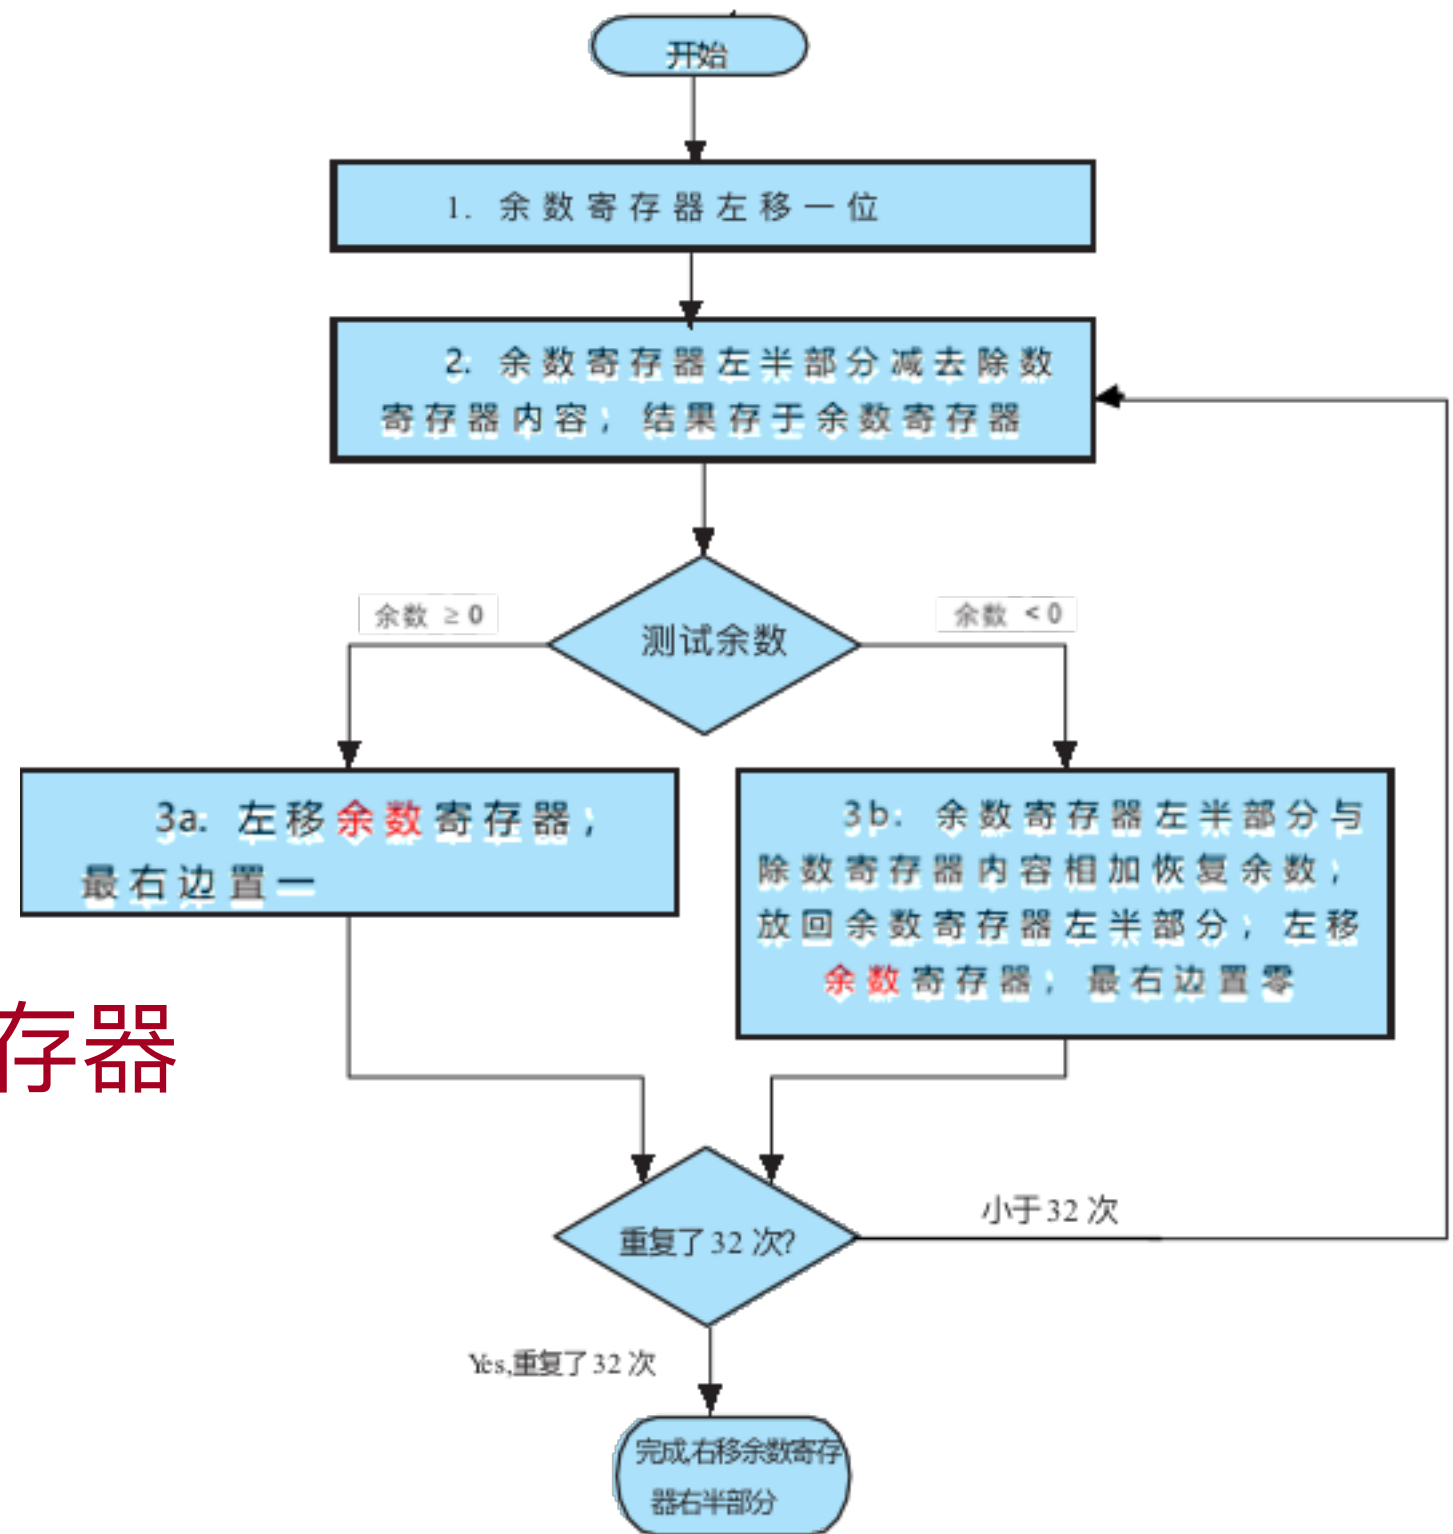 开始
1. 余数寄存器左移一位
2: 余数寄存器左半部分减去除数
寄存器内容；结果存于余数寄存器
余数 ≥ 0
测试余数
余数 < 0
3a. 左移余数寄存器；
最右边置一
3b: 余数寄存器左半部分与
除数寄存器内容相加恢复余数；
放回余数寄存器左半部分；左移
余数寄存器；最右边置零
存器
重复了 32 次?
小于 32 次
Yes,重复了 32 次
完成,右移余数寄存
器右半部分